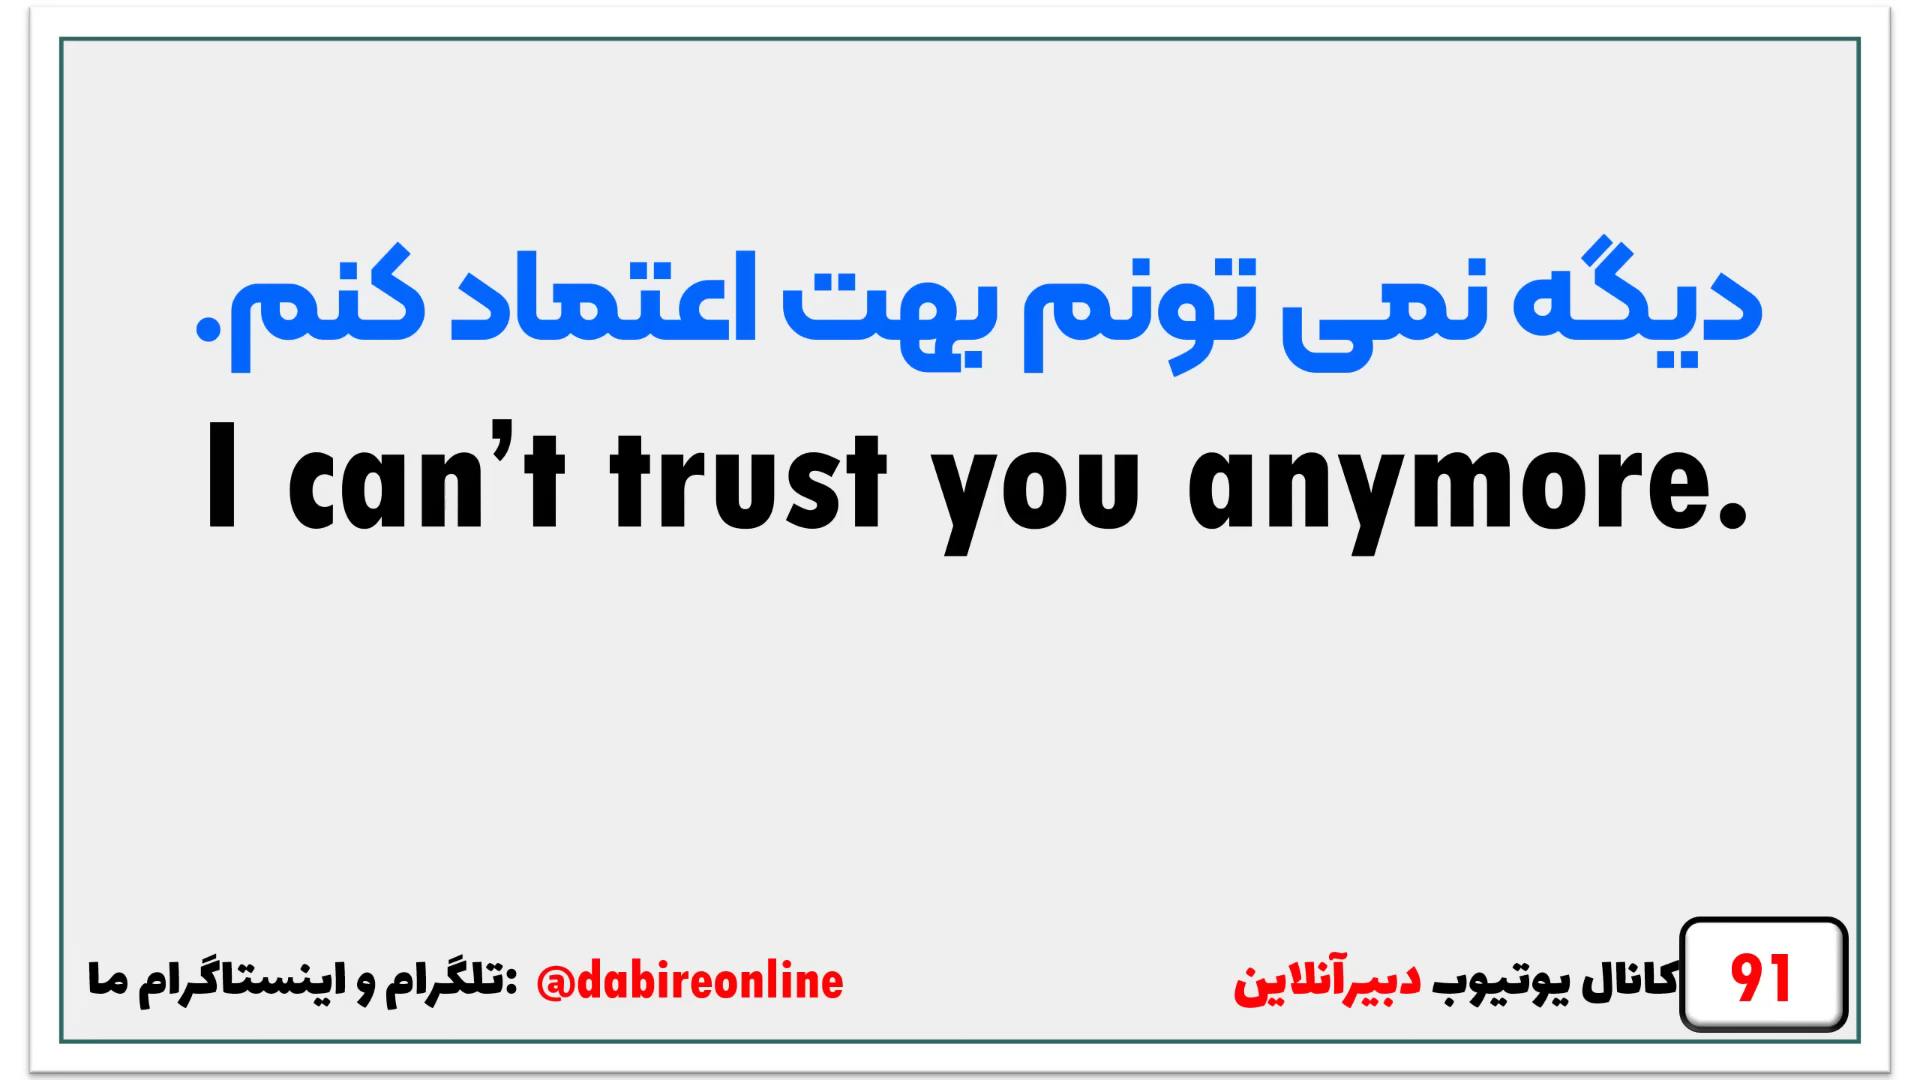 دیگه نمی تونم بهت اعتماد کنم.
I can’t trust you anymore.
تلگرام و اینستاگرام ما: @dabireonline
کانال یوتیوب دبیرآنلاین
91